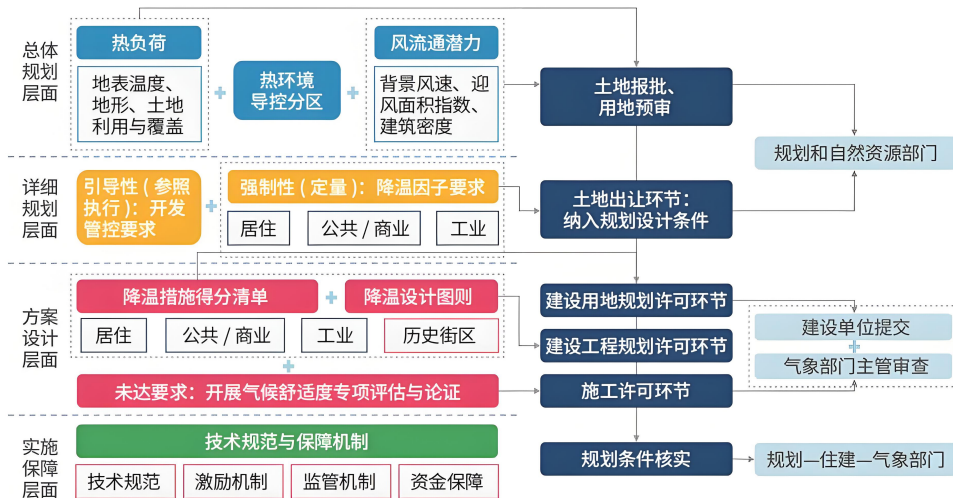 总体
规划
层面
热负荷
地表温度、
地形、土地
利用与覆盖
+
热环境
导控分区
+
风流通潜力
背景风速、迎
风面积指数、
建筑密度
土地报批、
用地预审
规划和自然资源部门
详细
规划
层面
引导性(参照
执行)：开发
管控要求
+
强制性(定量)：降温因子要求
居住
公共/商业
工业
土地出让环节：
纳入规划设计条件
方案
设计
层面
降温措施得分清单
+
降温设计图则
居住
公共/商业
工业
历史街区
+
未达要求：开展气候舒适度专项评估与论证
建设用地规划许可环节
建设工程规划许可环节
施工许可环节
建设单位提交
+
气象部门主管审查
实施
保障
层面
技术规范与保障机制
技术规范
激励机制
监管机制
资金保障
规划条件核实
规划—住建—气象部门